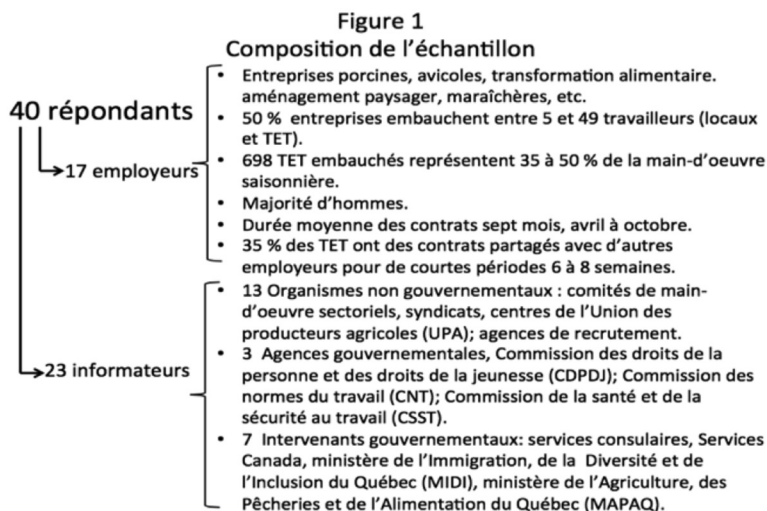 Figure 1
Composition de l'échantillon
40 répondants
17 employeurs
• Entreprises porcines, avicoles, transformation alimentaire.
aménagement paysager, maraîchères, etc.
• 50 % entreprises embauchent entre 5 et 49 travailleurs (locaux
et TET).
• 698 TET embauchés représentent 35 à 50 % de la main-d'oeuvre
saisonnière.
• Majorité d'hommes.
• Durée moyenne des contrats sept mois, avril à octobre.
• 35 % des TET ont des contrats partagés avec d'autres
employeurs pour de courtes périodes 6 à 8 semaines.
23 informateurs
• 13 Organismes non gouvernementaux : comités de main-
d'oeuvre sectoriels, syndicats, centres de l'Union des
producteurs agricoles (UPA); agences de recrutement.
• 3 Agences gouvernementales, Commission des droits de la
personne et des droits de la jeunesse (CDPDJ); Commission des
normes du travail (CNT); Commission de la santé et de la
sécurité au travail (CSST).
• 7 Intervenants gouvernementaux: services consulaires, Services
Canada, ministère de l'Immigration, de la Diversité et de
l'Inclusion du Québec (MIDI), ministère de l'Agriculture, des
Pêcheries et de l'Alimentation du Québec (MAPAQ).